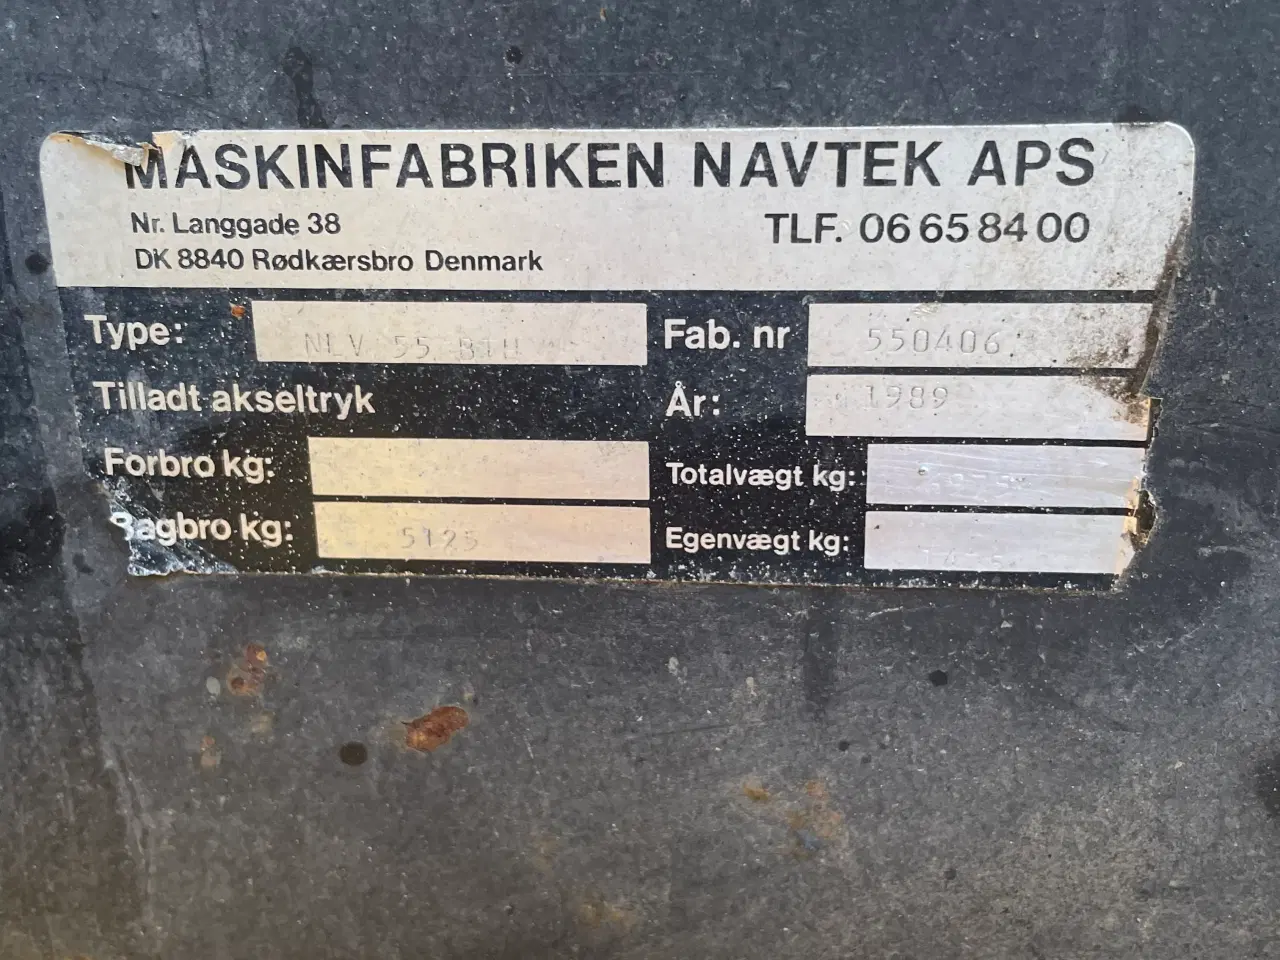 MASKINFABRIKEN NAVTEK APS
Nr. Langgade 38
TLF. 06 65 84 00
DK 8840 Rødkærsbro Denmark
Type: NLV 55 BTH
Fab. nr 550406
Tilladt akseltryk
År: 1989
Forbro kg:
Totalvægt kg:
Bagbro kg: 5125
Egenvægt kg: